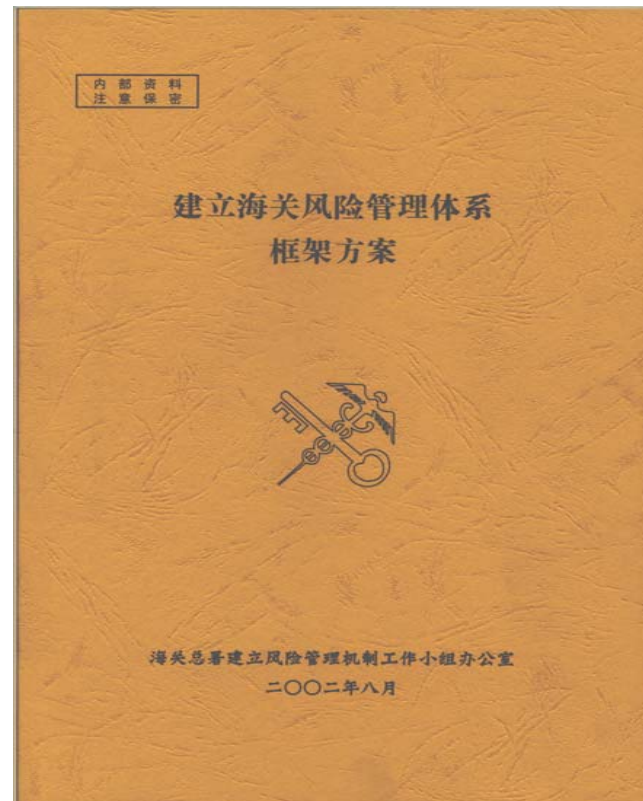 内部资料
注意保密
建立海关风险管理体系
框架方案
海关总署建立风险管理机制工作小组办公室
二〇〇二年八月